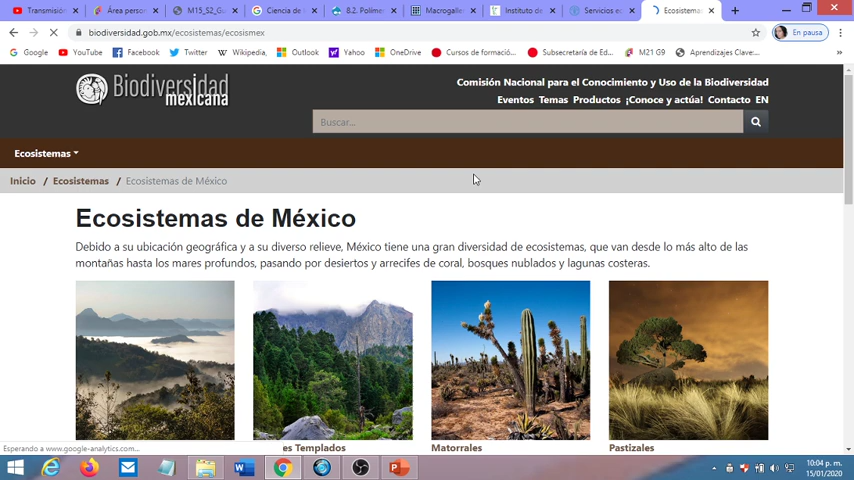 Transmisión
Área person
M15_S2_Gu
Ciencia de l
8.2. Políme
Macrogaller
Instituto de
Servicios ec
Ecosistemas
biodiversidad.gob.mx/ecosistemas/ecosismex
En pausa
Google YouTube Facebook Twitter Wikipedia, Outlook Yahoo OneDrive Cursos de formació... Subsecretaría de Ed... M21 G9 Aprendizajes Clave:...
Biodiversidad
mexicana
Comisión Nacional para el Conocimiento y Uso de la Biodiversidad
Eventos Temas Productos ¡Conoce y actúa! Contacto EN
Buscar...
Ecosistemas
Inicio / Ecosistemas / Ecosistemas de México
Ecosistemas de México
Debido a su ubicación geográfica y a su diverso relieve, México tiene una gran diversidad de ecosistemas, que van desde lo más alto de las
montañas hasta los mares profundos, pasando por desiertos y arrecifes de coral, bosques nublados y lagunas costeras.
Esperando a www.google-analytics.com...
es Templados
Matorrales
Pastizales
10:04 p. m.
15/01/2020